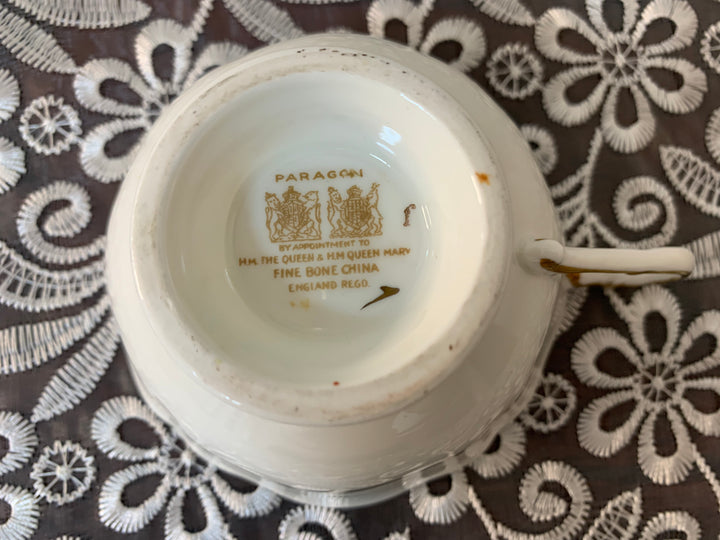 PARAGON
BY APPOINTMENT TO
H.M. THE QUEEN & H.M QUEEN MARY
FINE BONE CHINA
ENGLAND REGD.
f